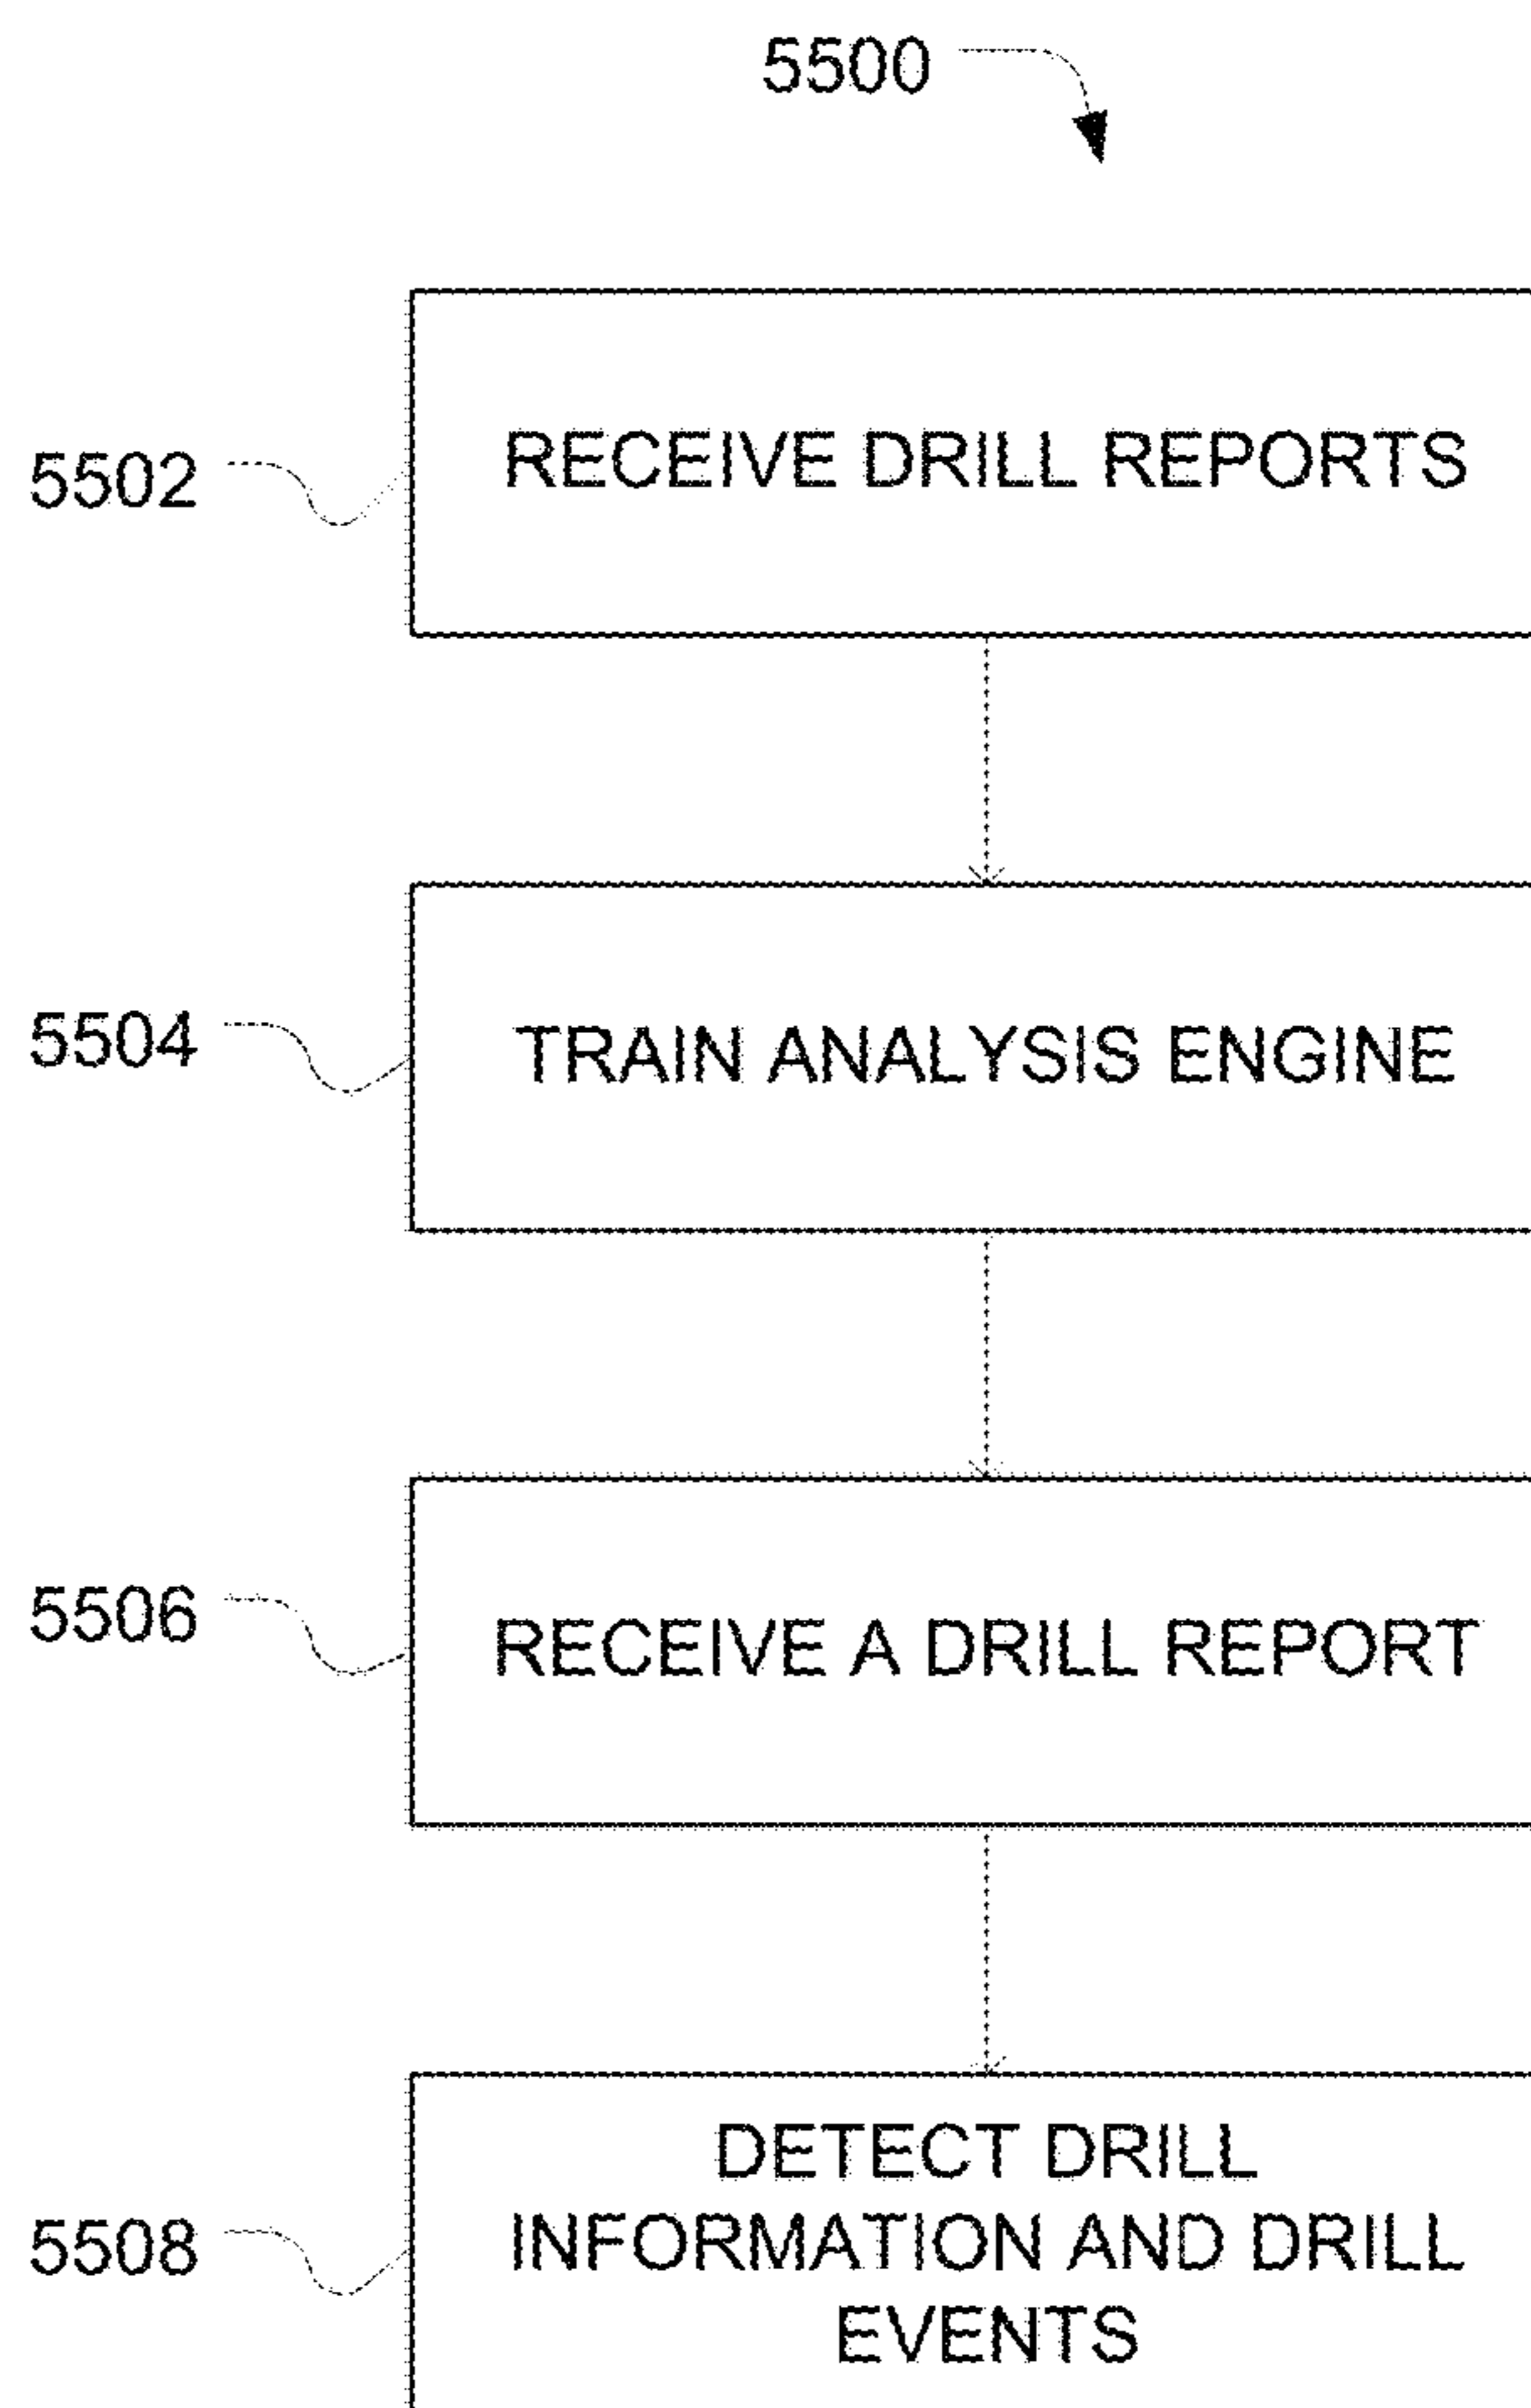 5500
5502
RECEIVE DRILL REPORTS
5504
TRAIN ANALYSIS ENGINE
5506
RECEIVE A DRILL REPORT
5508
DETECT DRILL
INFORMATION AND DRILL
EVENTS